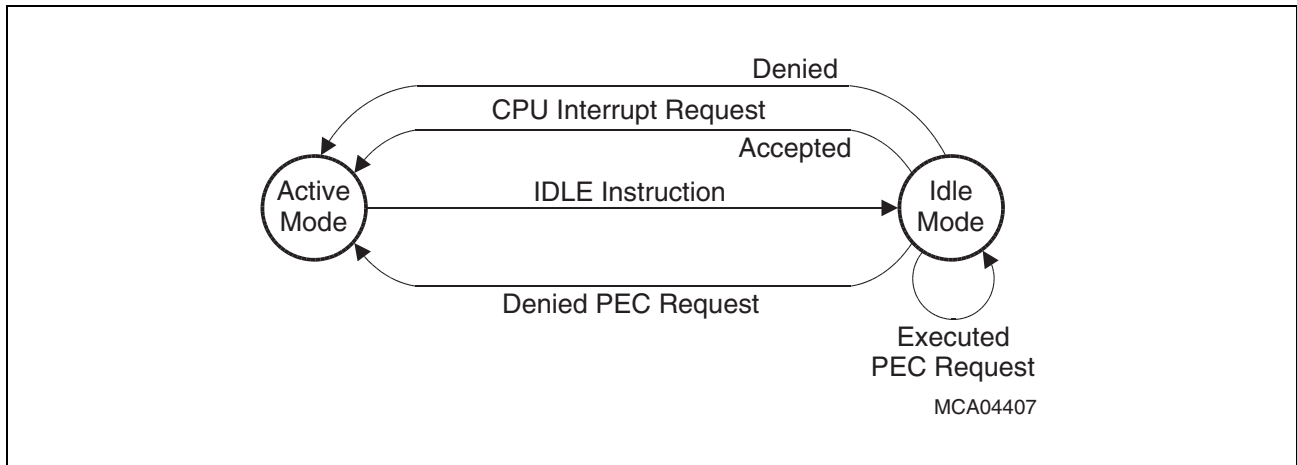 Denied
CPU Interrupt Request
Accepted
Active
Mode
IDLE Instruction
Idle
Mode
Denied PEC Request
Executed
PEC Request
MCA04407